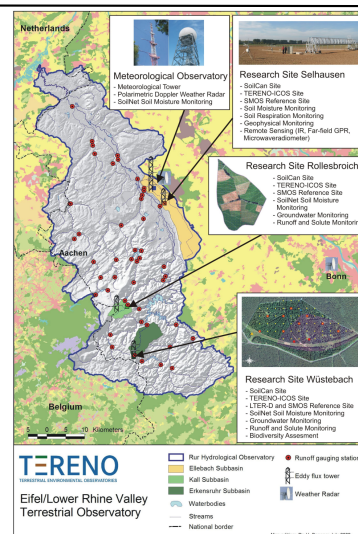 Netherlands
Meteorological Observatory
- Meteorological Tower
- Polarimetric Doppler Weather Radar
- SoilNet Soil Moisture Monitoring
Research Site Selhausen
- SoilCan Site
- TERENO-ICOS Site
- SMOS Reference Site
- Soil Moisture Monitoring
- Soil Respiration Monitoring
- Geophysical Monitoring
- Remote Sensing (IR, Far-field GPR,
Microwaveradiometer)
Research Site Rollesbroich
- SoilCan Site
- TERENO-ICOS Site
- SMOS Reference Site
- SoilNet Soil Moisture
Monitoring
- Groundwater Monitoring
- Runoff and Solute Monitoring
Aachen
Bonn
Research Site Wüstebach
- SoilCan Site
- TERENO-ICOS Site
- LTER-D and SMOS Reference Site
- SoilNet Soil Moisture Monitoring
- Groundwater Monitoring
- Runoff and Solute Monitoring
- Biodiversity Assesment
Belgium
5 0 5 10 Kilometers
TERENO
TERRESTRIAL ENVIRONMENTAL OBSERVATORIES
Eifel/Lower Rhine Valley
Terrestrial Observatory
Rur Hydrological Observatory
Ellebach Subbasin
Kall Subbasin
Erkensruhr Subbasin
Waterbodies
Streams
National border
Runoff gauging station
Eddy flux tower
Weather Radar